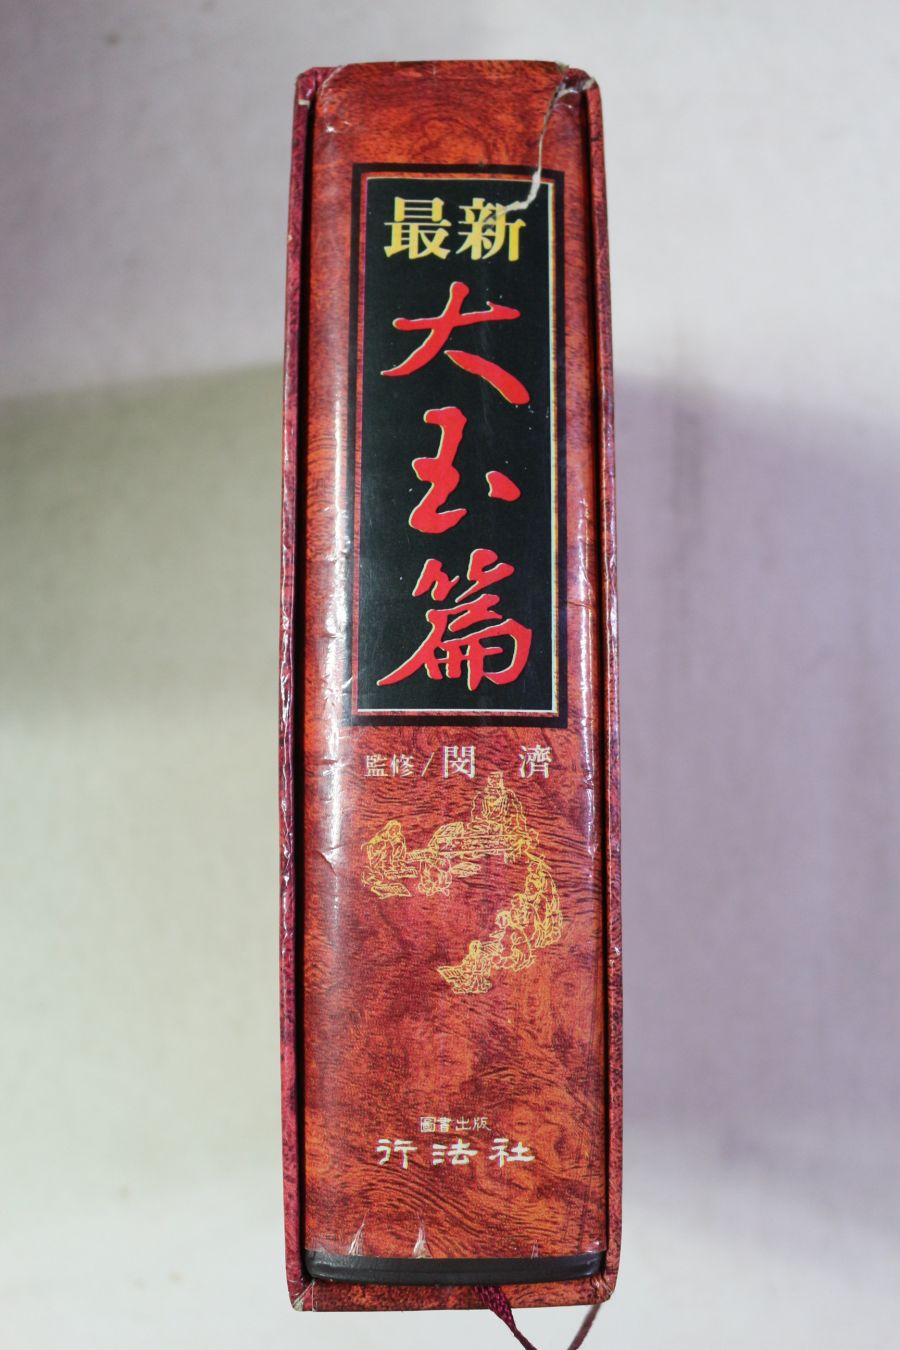 最新
大玉篇
監修/閔 濟
圖書出版
行法社